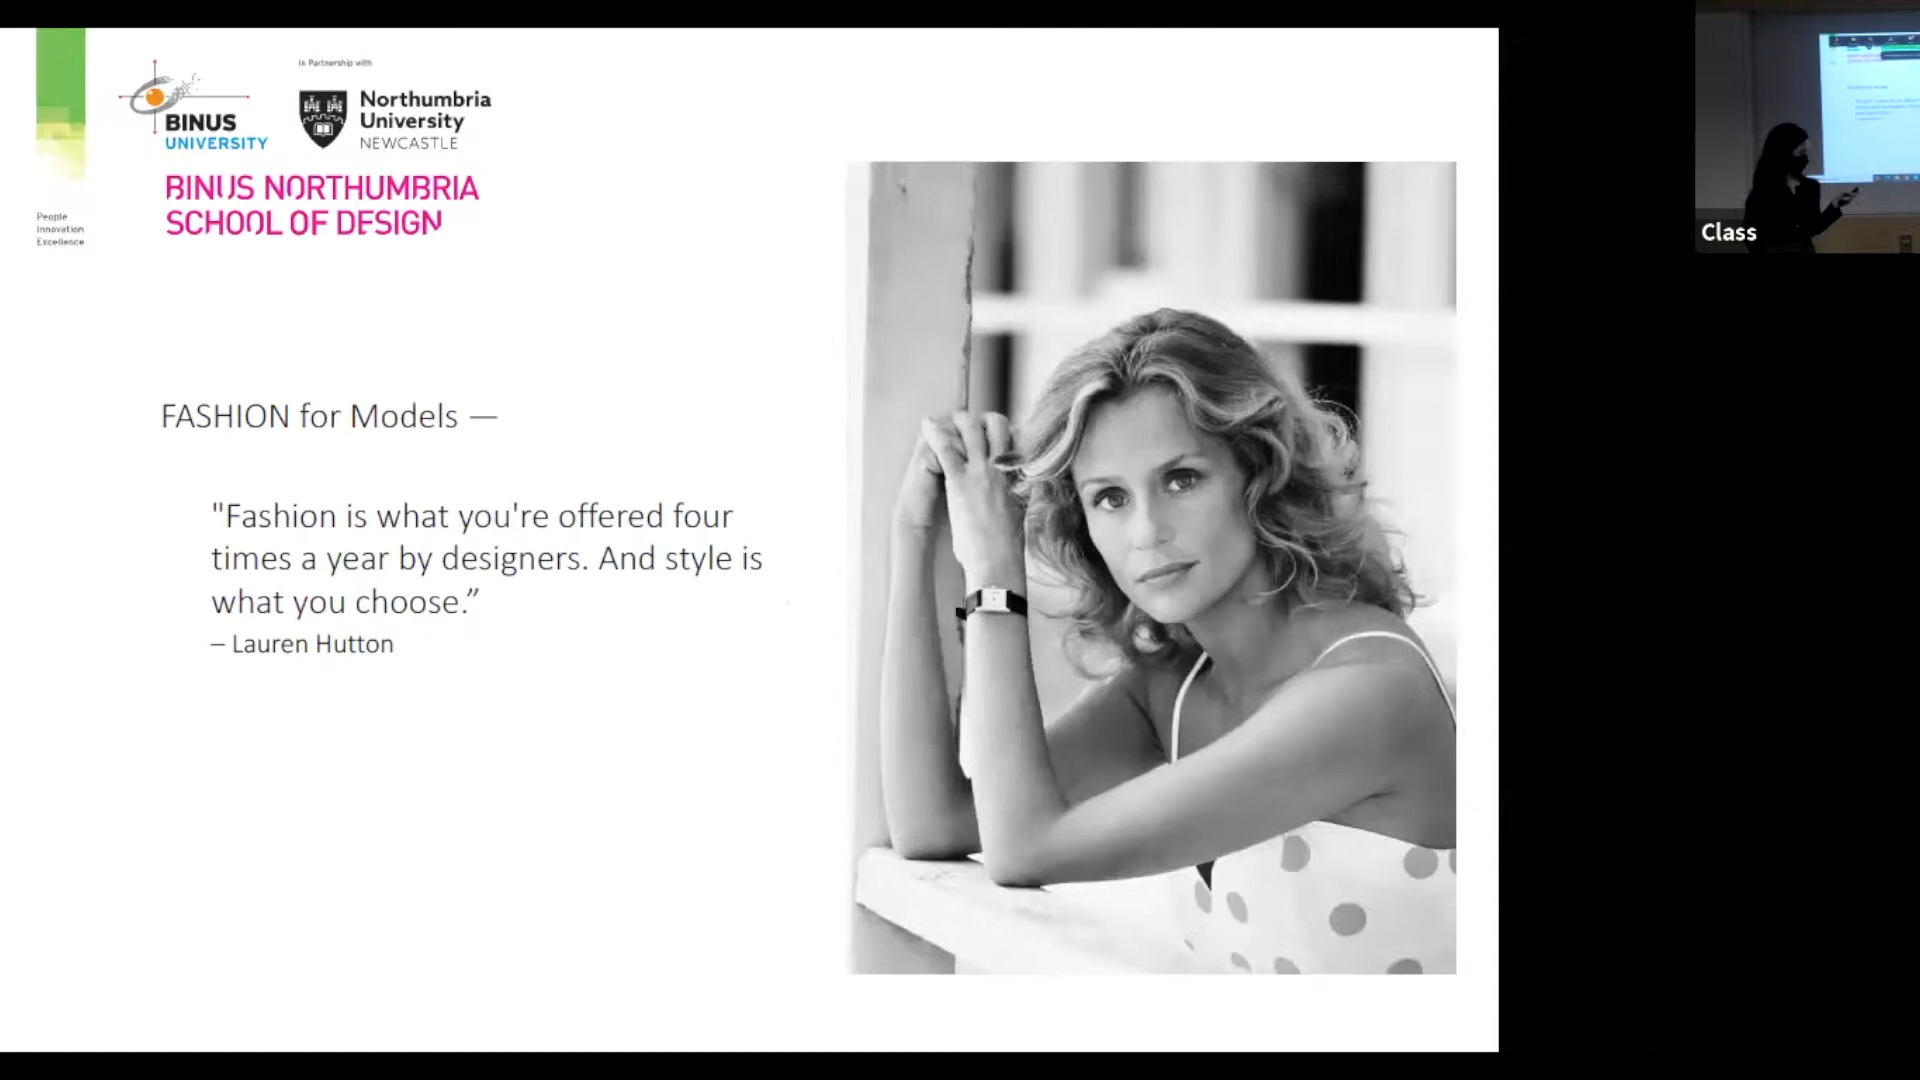 In Partnership with:
BINUS
UNIVERSITY
Northumbria
University
NEWCASTLE
BINUS NORTHUMBRIA
SCHOOL OF DESIGN
People
Innovation
Excellence
FASHION for Models —
"Fashion is what you're offered four
times a year by designers. And style is
what you choose.”
– Lauren Hutton
Class